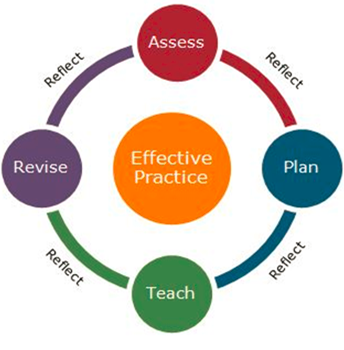 Assess
Reflect
Reflect
Revise
Effective
Practice
Plan
Reflect
Reflect
Teach